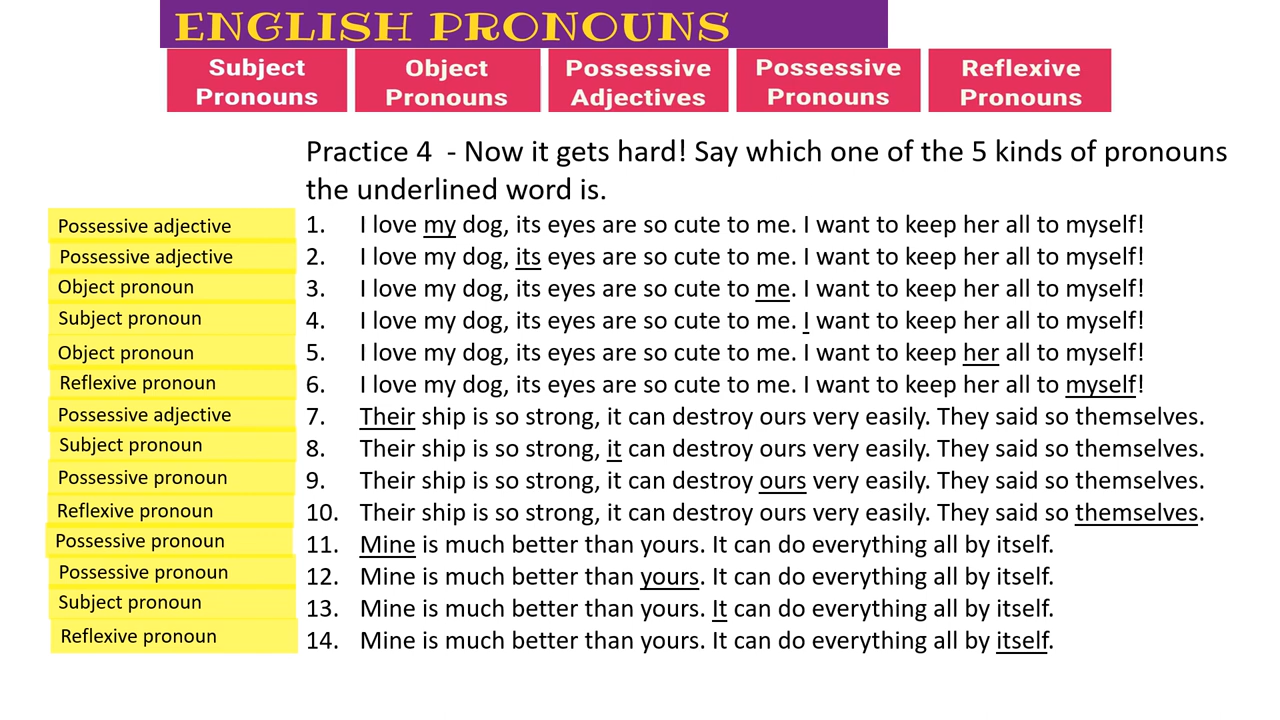 ENGLISH PRONOUNS
Subject Pronouns
Object Pronouns
Possessive Adjectives
Possessive Pronouns
Reflexive Pronouns
Practice 4 - Now it gets hard! Say which one of the 5 kinds of pronouns
the underlined word is.
Possessive adjective 1. I love my dog, its eyes are so cute to me. I want to keep her all to myself!
Possessive adjective 2. I love my dog, its eyes are so cute to me. I want to keep her all to myself!
Object pronoun 3. I love my dog, its eyes are so cute to me. I want to keep her all to myself!
Subject pronoun 4. I love my dog, its eyes are so cute to me. I want to keep her all to myself!
Object pronoun 5. I love my dog, its eyes are so cute to me. I want to keep her all to myself!
Reflexive pronoun 6. I love my dog, its eyes are so cute to me. I want to keep her all to myself!
Possessive adjective 7. Their ship is so strong, it can destroy ours very easily. They said so themselves.
Subject pronoun 8. Their ship is so strong, it can destroy ours very easily. They said so themselves.
Possessive pronoun 9. Their ship is so strong, it can destroy ours very easily. They said so themselves.
Reflexive pronoun 10. Their ship is so strong, it can destroy ours very easily. They said so themselves.
Possessive pronoun 11. Mine is much better than yours. It can do everything all by itself.
Possessive pronoun 12. Mine is much better than yours. It can do everything all by itself.
Subject pronoun 13. Mine is much better than yours. It can do everything all by itself.
Reflexive pronoun 14. Mine is much better than yours. It can do everything all by itself.